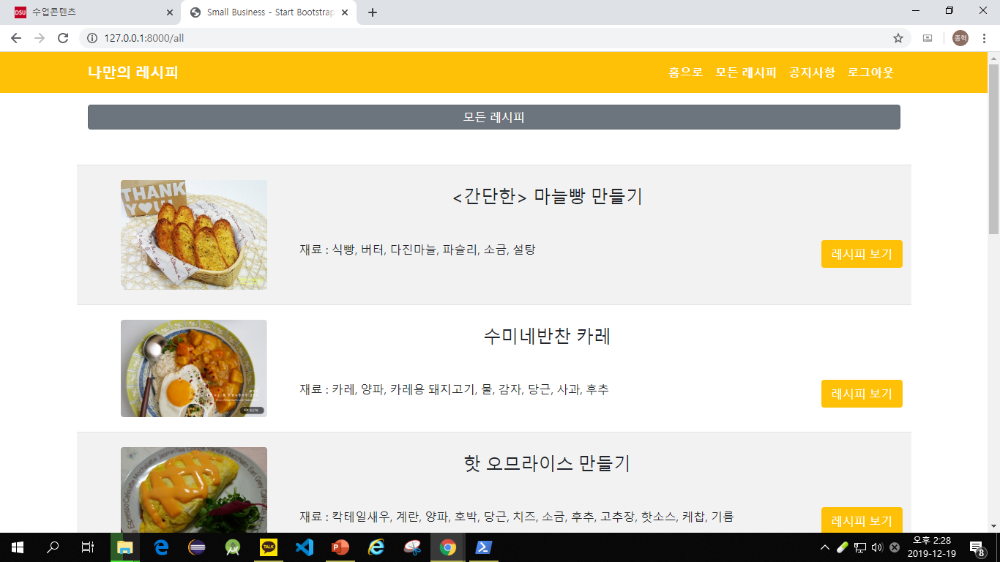 DSU 수업콘텐츠
Small Business - Start Bootstrap
127.0.0.1:8000/all
종혁
나만의 레시피
홈으로 모든 레시피 공지사항 로그아웃
모든 레시피
THANK
YOU!
<간단한> 마늘빵 만들기
재료 : 식빵, 버터, 다진마늘, 파슬리, 소금, 설탕
레시피 보기
수미네반찬 카레
재료 : 카레, 양파, 카레용 돼지고기, 물, 감자, 당근, 사과, 후추
레시피 보기
핫 오므라이스 만들기
재료 : 칵테일새우, 계란, 양파, 호박, 당근, 치즈, 소금, 후추, 고추장, 핫소스, 케찹, 기름
레시피 보기
TALK
오후 2:28
2019-12-19
8